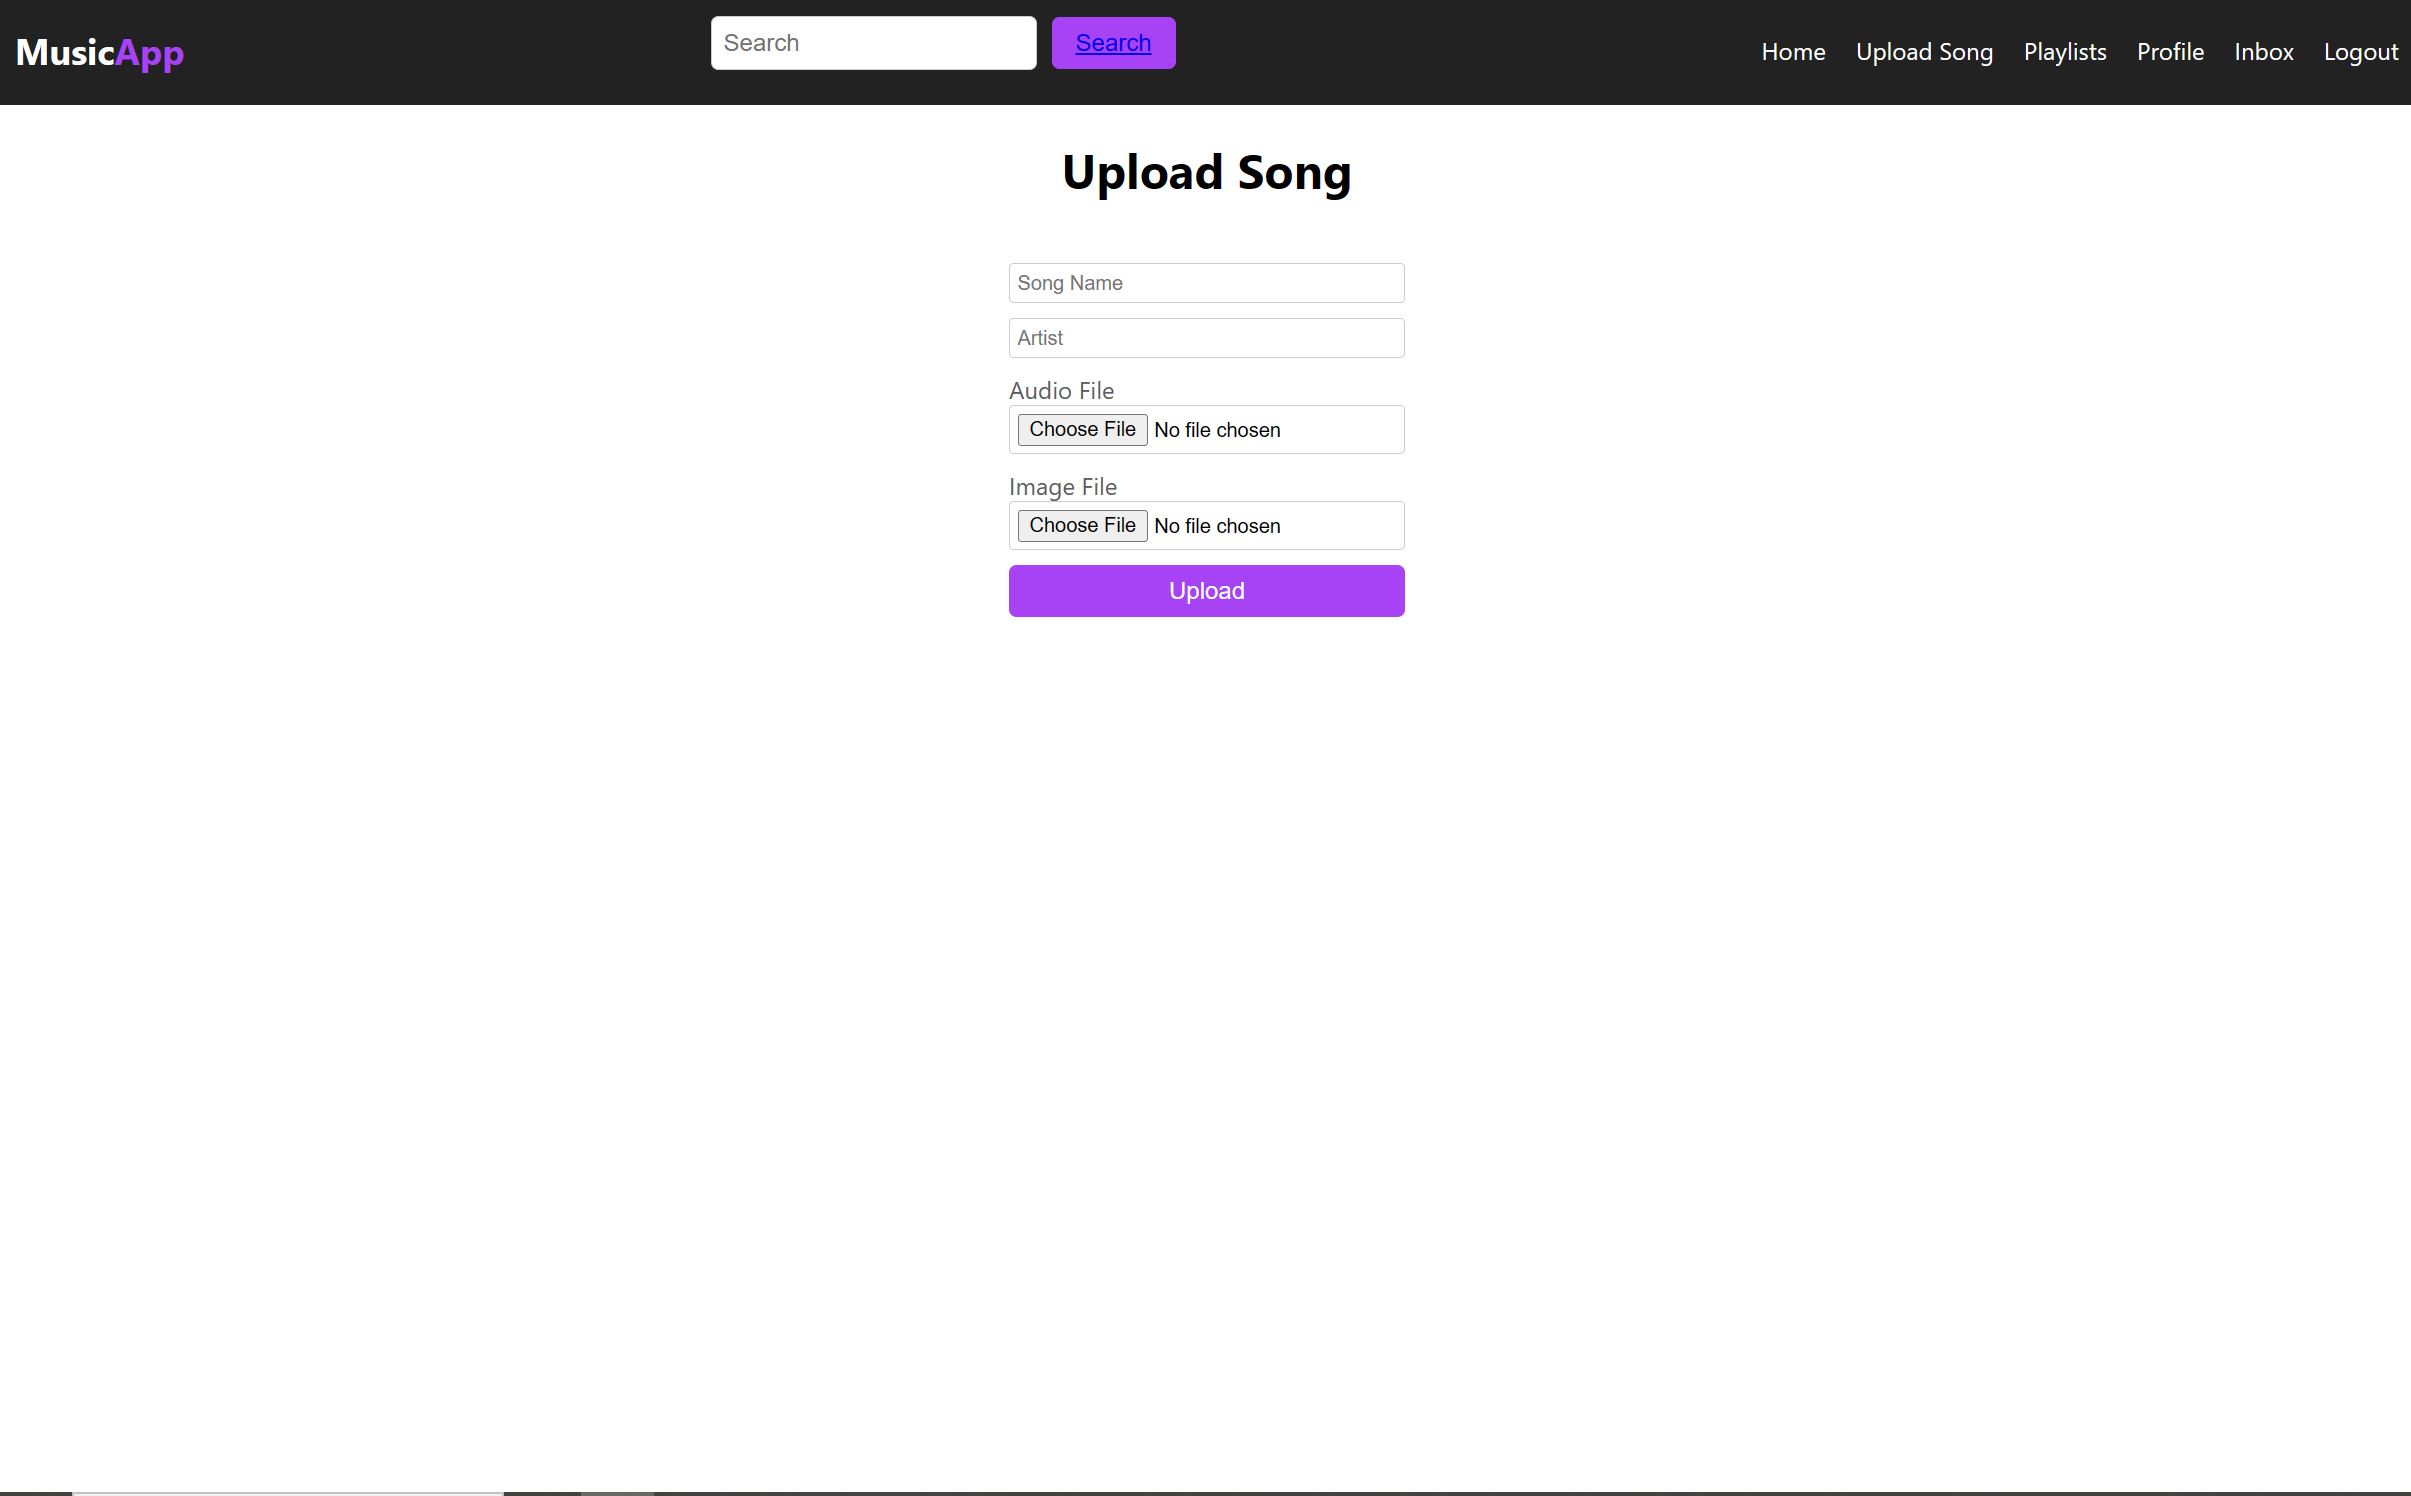 MusicApp
Search
Search
Home Upload Song Playlists Profile Inbox Logout
Upload Song
Song Name
Artist
Audio File
Choose File No file chosen
Image File
Choose File No file chosen
Upload